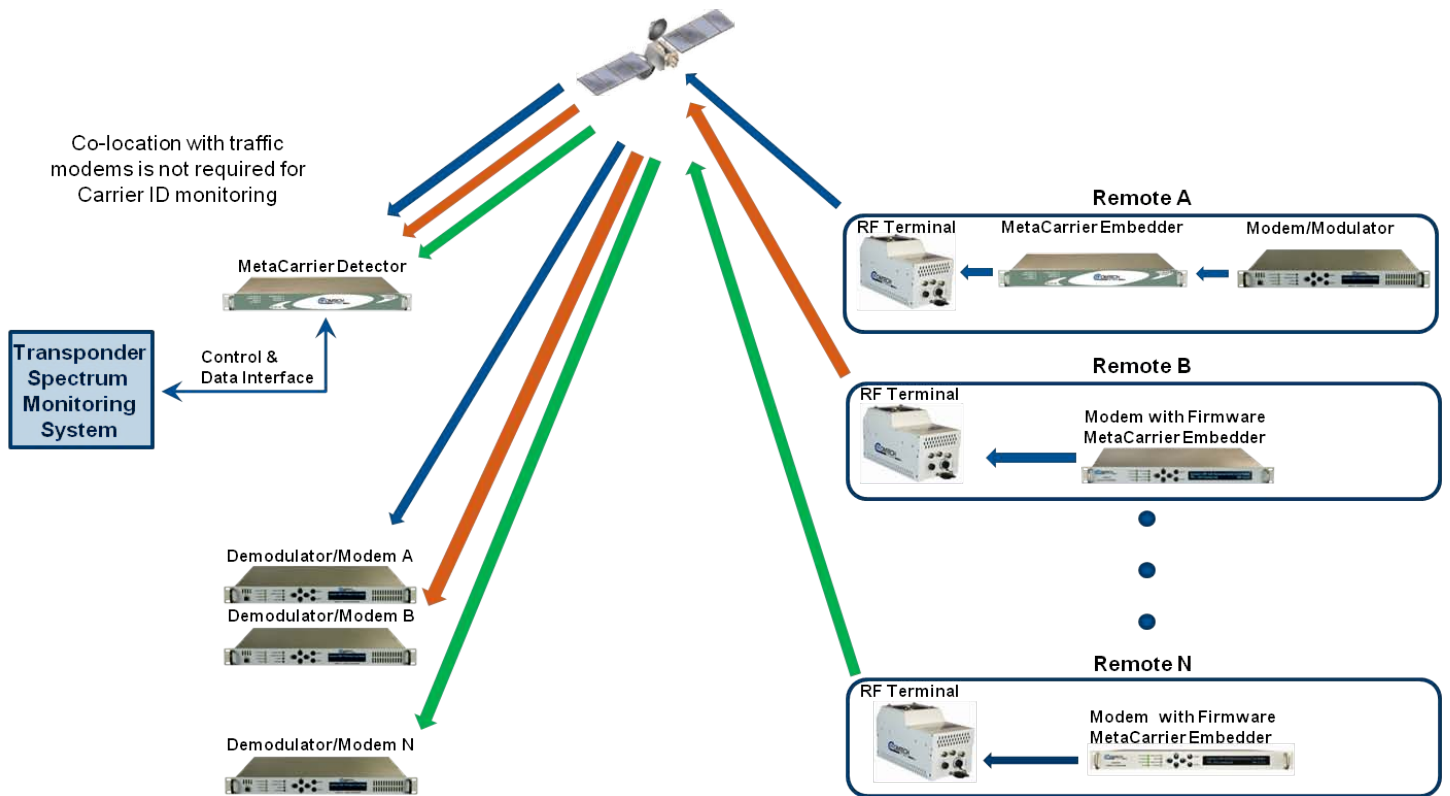 Co-location with traffic
modems is not required for
Carrier ID monitoring
MetaCarrier Detector
Transponder
Spectrum
Monitoring
System
Control &
Data Interface
Demodulator/Modem A
Demodulator/Modem B
Demodulator/Modem N
Remote A
RF Terminal
MetaCarrier Embedder
Modem/Modulator
Remote B
RF Terminal
Modem with Firmware
MetaCarrier Embedder
Remote N
RF Terminal
Modem with Firmware
MetaCarrier Embedder